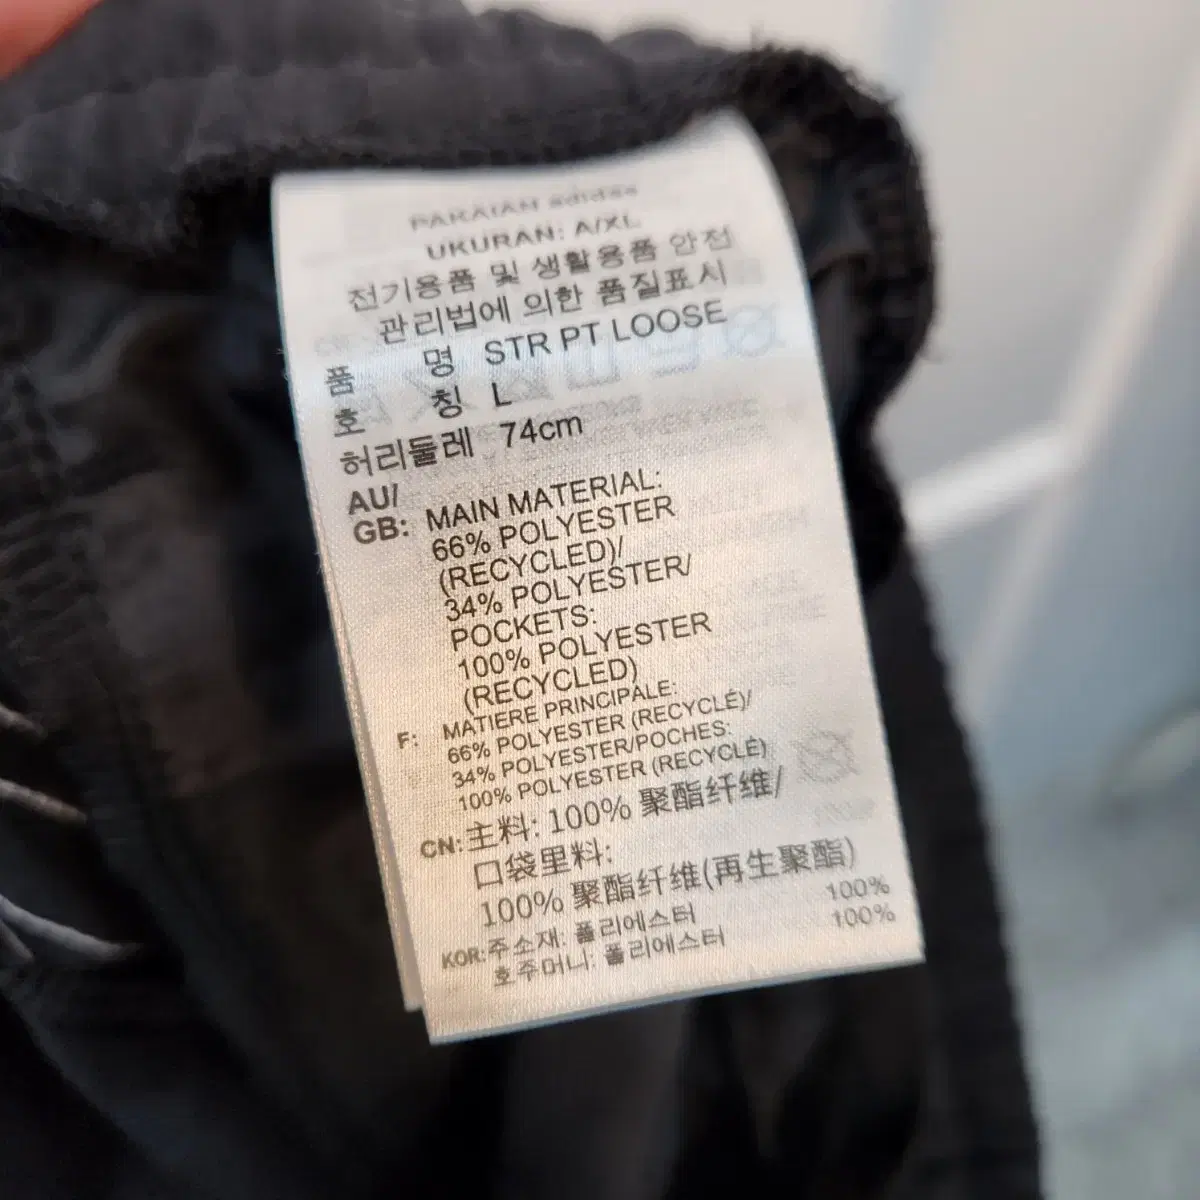 PAKAIAN adidas
UKURAN: A/XL
전기용품 및 생활용품 안전
관리법에 의한 품질표시
품 명 STR PT LOOSE
호 칭 L
허리둘레 74cm
AU/
GB: MAIN MATERIAL:
66% POLYESTER
(RECYCLED)/
34% POLYESTER/
POCKETS:
100% POLYESTER
(RECYCLED)
F: MATIERE PRINCIPALE:
66% POLYESTER (RECYCLÉ)/
34% POLYESTER/POCHES:
100% POLYESTER (RECYCLÉ)
CN: 主料: 100% 聚酯纤维/
口袋里料:
100% 聚酯纤维(再生聚酯)
KOR: 주소재: 폴리에스터 100%
호주머니: 폴리에스터 100%